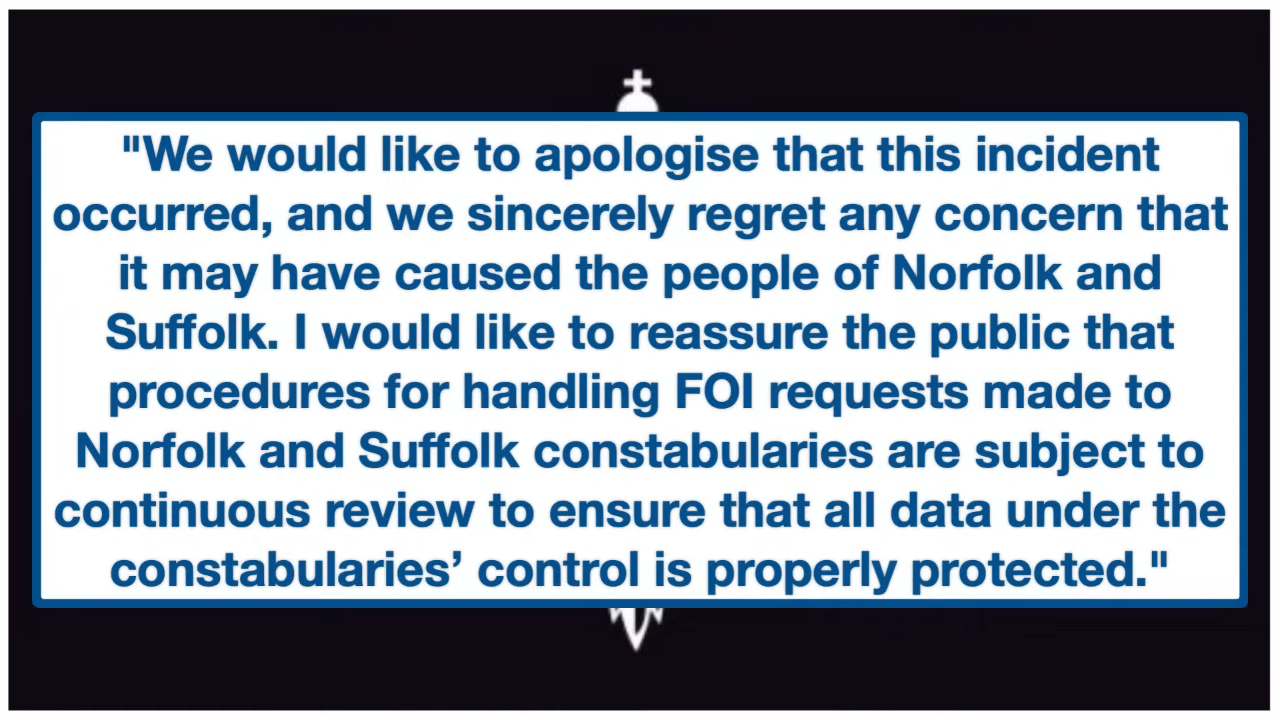 "We would like to apologise that this incident
occurred, and we sincerely regret any concern that
it may have caused the people of Norfolk and
Suffolk. I would like to reassure the public that
procedures for handling FOI requests made to
Norfolk and Suffolk constabularies are subject to
continuous review to ensure that all data under the
constabularies’ control is properly protected."